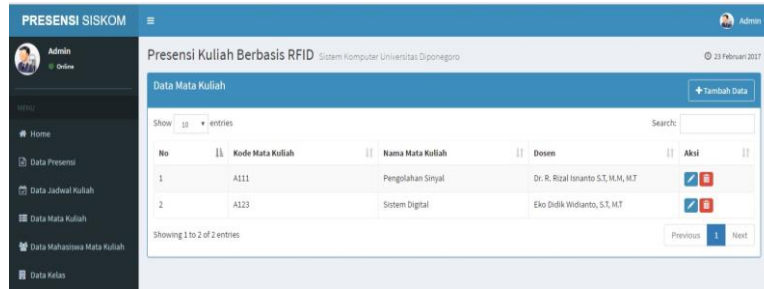 PRESENSI SISKOM
Admin
Admin
Online
Presensi Kuliah Berbasis RFID Sistem Komputer Universitas Diponegoro
23 Februari 2017
MENU
Home
Data Presensi
Data Jadwal Kuliah
Data Mata Kuliah
Data Mahasiswa Mata Kuliah
Data Kelas
Data Mata Kuliah
+Tambah Data
Show 10 entries Search:
No Kode Mata Kuliah Nama Mata Kuliah Dosen Aksi
1 A111 Pengolahan Sinyal Dr. R. Rizal Isnanto S.T, M.M, M.T
2 A123 Sistem Digital Eko Didik Widianto, S.T, M.T
Showing 1 to 2 of 2 entries Previous 1 Next